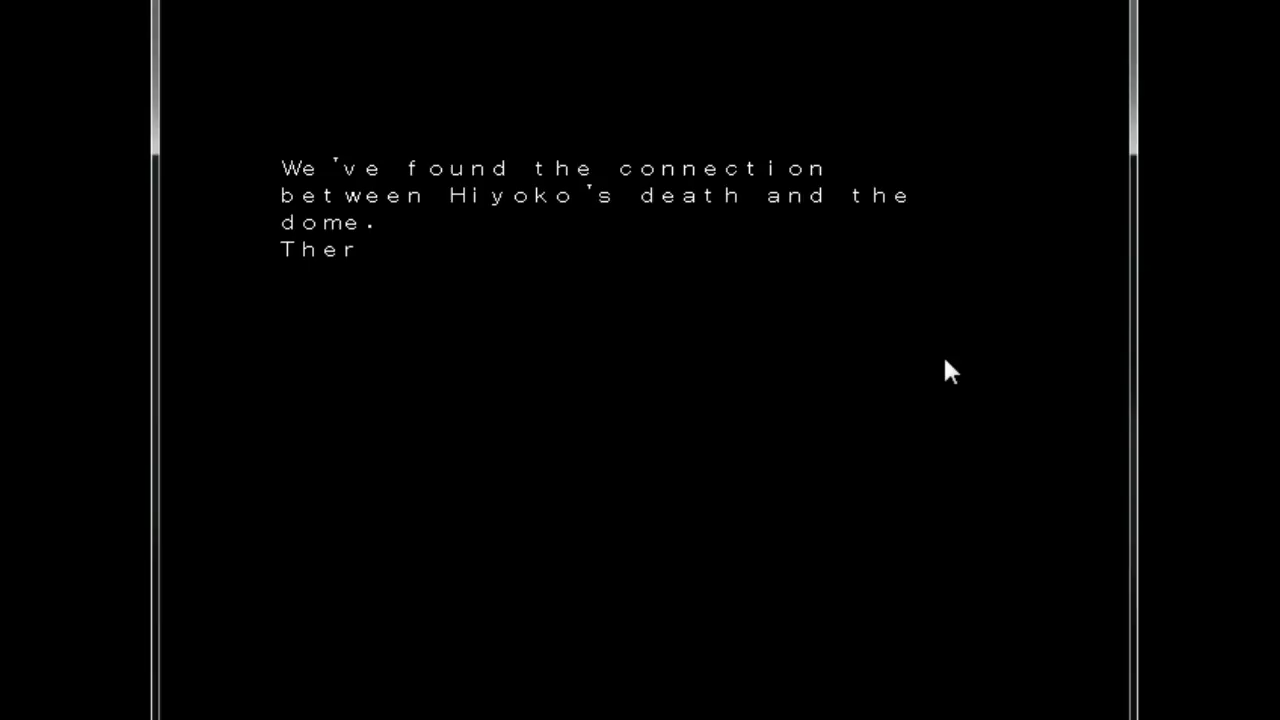 We've found the connection
between Hiyoko's death and the
dome.
Ther